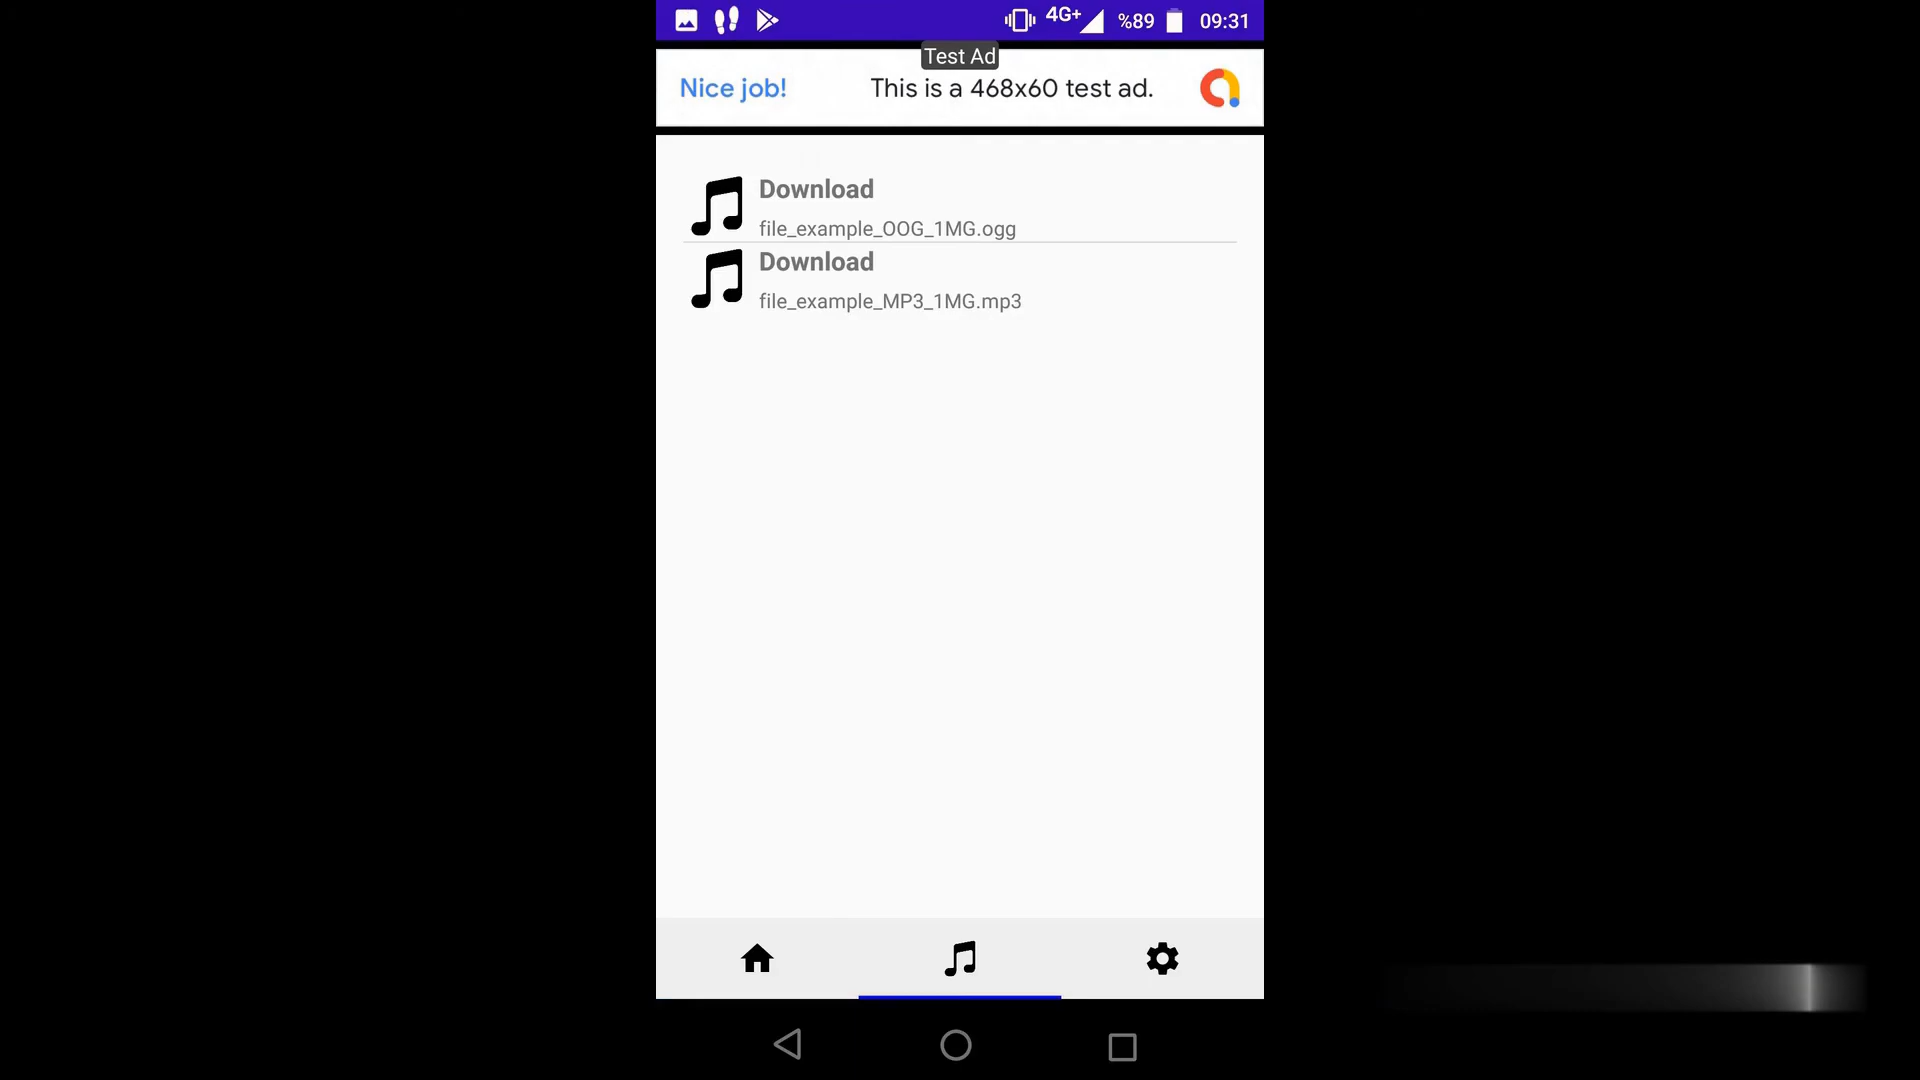 4G+ %89 09:31
Test Ad
Nice job! This is a 468x60 test ad.
Download
file_example_OOG_1MG.ogg
Download
file_example_MP3_1MG.mp3